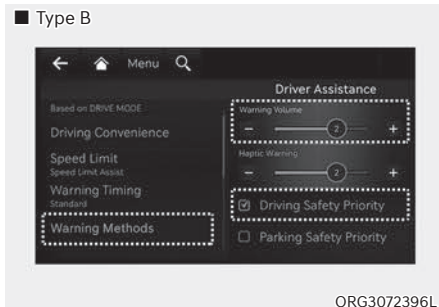 ■ Type B
Menu
Driver Assistance
Based on DRIVE MODE
Driving Convenience
Speed Limit
Speed Limit Assist
Warning Timing
Standard
Warning Methods
Warning Volume
- 2 +
Haptic Warning
- 2 +
Driving Safety Priority
Parking Safety Priority
ORG3072396L